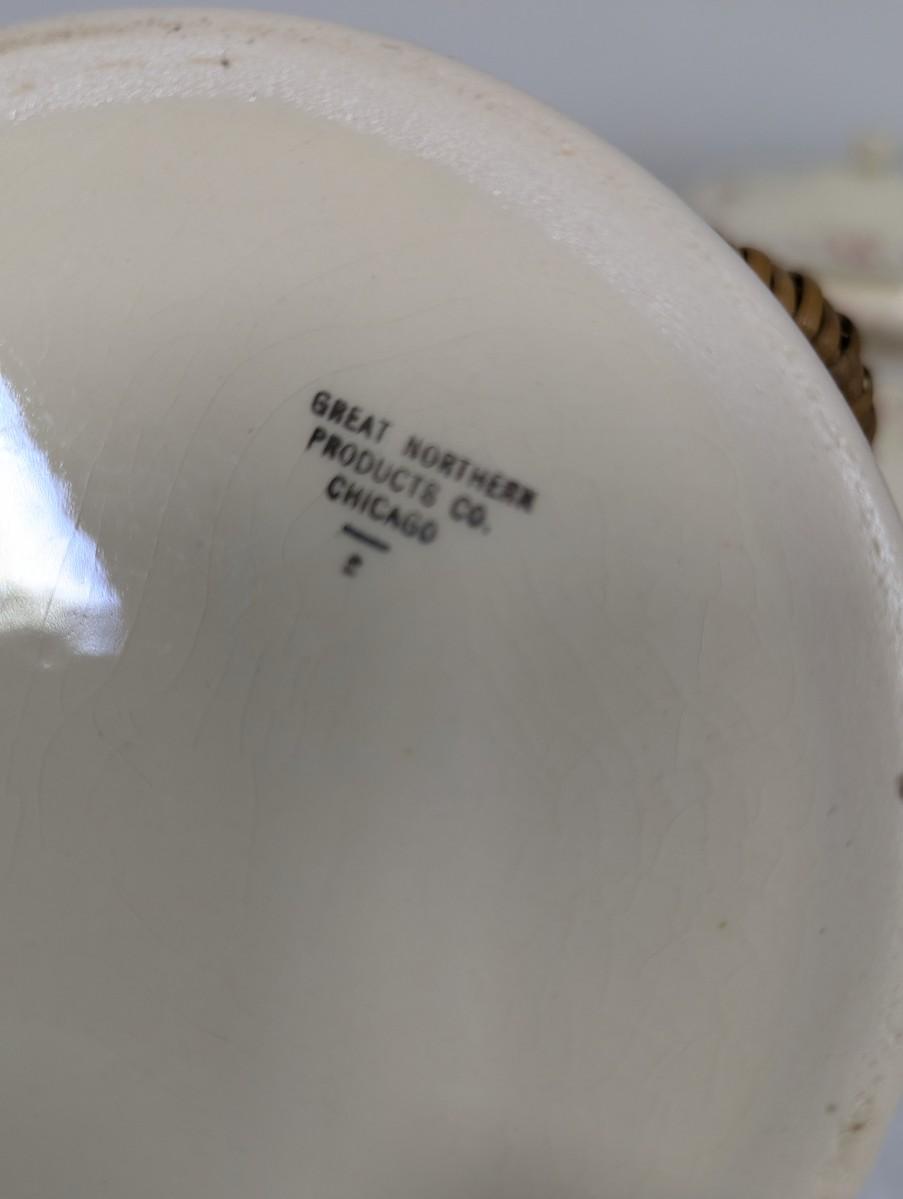 GREAT NORTHERN
PRODUCTS CO.
CHICAGO
2